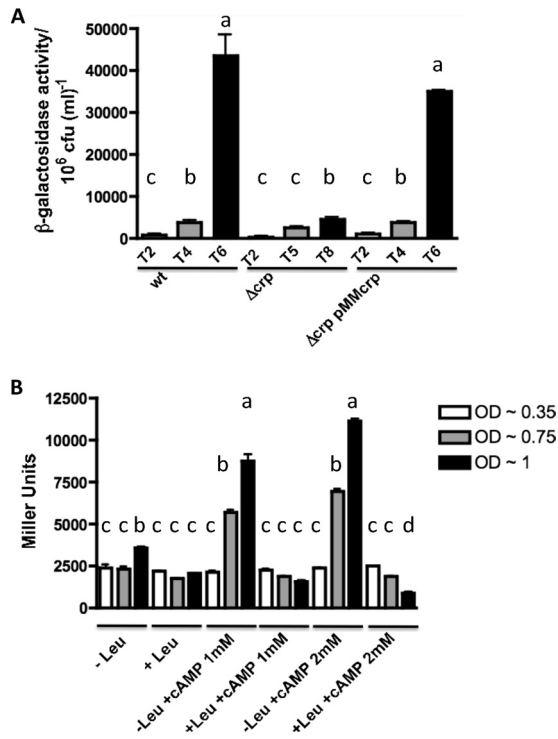 A
β-galactosidase activity/
10⁶ cfu (ml)⁻¹
50000
40000
30000
20000
10000
0
c b a c c b c b a
T2 T4 T6 T2 T5 T8 T2 T4 T6
wt Δcrp Δcrp pMMcrp
B
Miller Units
12500
10000
7500
5000
2500
0
c c b c c c c b a c c c c b a c c d
OD ~ 0.35
OD ~ 0.75
OD ~ 1
- Leu
+ Leu
-Leu +cAMP 1mM
+Leu +cAMP 1mM
-Leu +cAMP 2mM
+Leu +cAMP 2mM